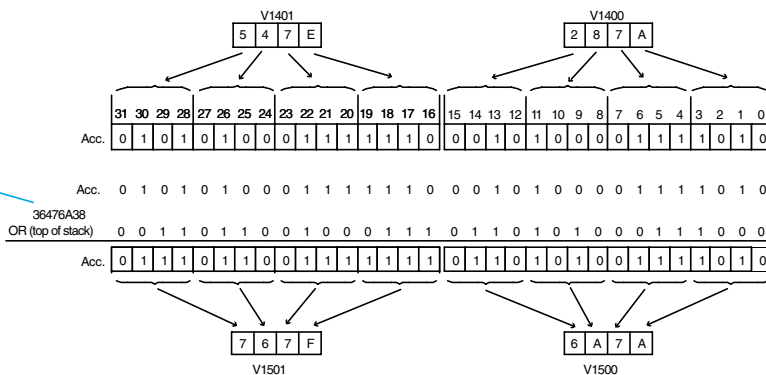 V1401 V1400
5 4 7 E 2 8 7 A
31 30 29 28 27 26 25 24 23 22 21 20 19 18 17 16 15 14 13 12 11 10 9 8 7 6 5 4 3 2 1 0
Acc. 0 1 0 1 0 1 0 0 0 1 1 1 1 1 1 0 0 0 1 0 1 0 0 0 0 1 1 1 1 0 1 0
Acc. 0 1 0 1 0 1 0 0 0 1 1 1 1 1 1 0 0 0 1 0 1 0 0 0 0 1 1 1 1 0 1 0
36476A38
OR (top of stack) 0 0 1 1 0 1 1 0 0 1 0 0 0 1 1 1 0 1 1 0 1 0 1 0 0 0 1 1 1 0 0 0
Acc. 0 1 1 1 0 1 1 0 0 1 1 1 1 1 1 1 0 1 1 0 1 0 1 0 0 1 1 1 1 0 1 0
7 6 7 F 6 A 7 A
V1501 V1500